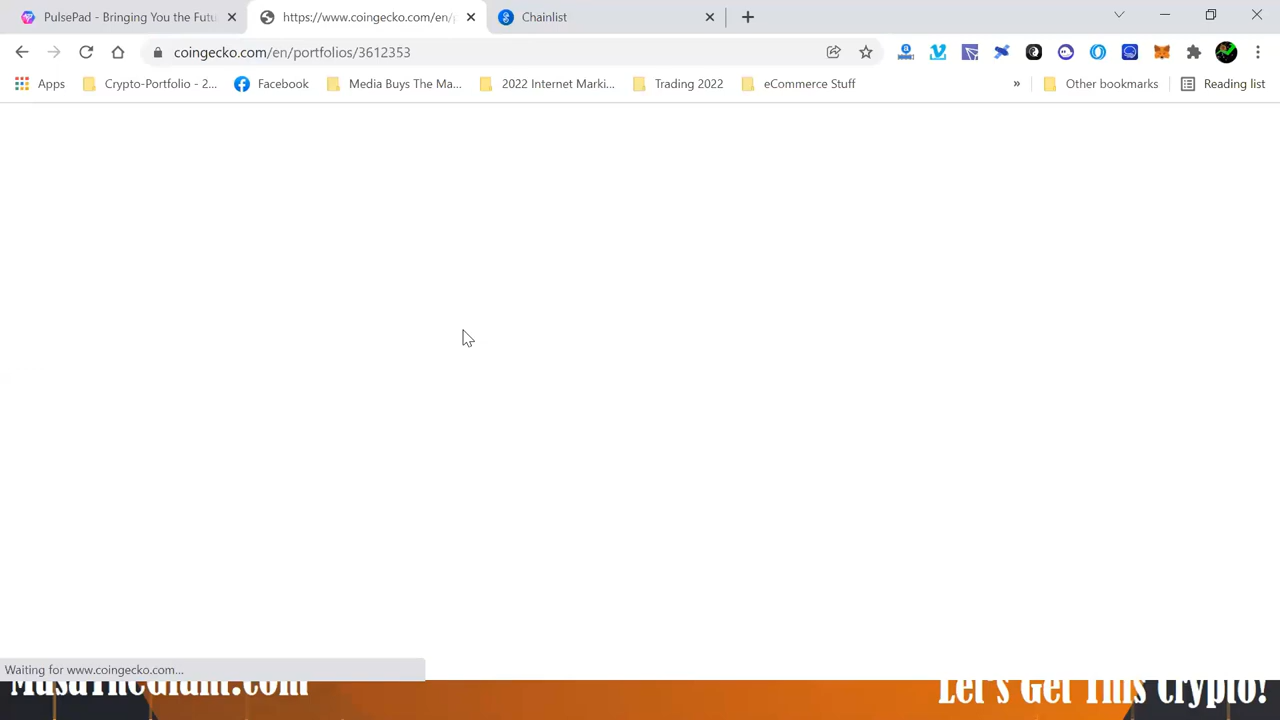 PulsePad - Bringing You the Futu
https://www.coingecko.com/en/p
Chainlist
coingecko.com/en/portfolios/3612353
Apps
Crypto-Portfolio - 2...
Facebook
Media Buys The Ma...
2022 Internet Marki...
Trading 2022
eCommerce Stuff
»
Other bookmarks
Reading list
Waiting for www.coingecko.com...
MusaTheGiant.com
Let's Get This Crypto!